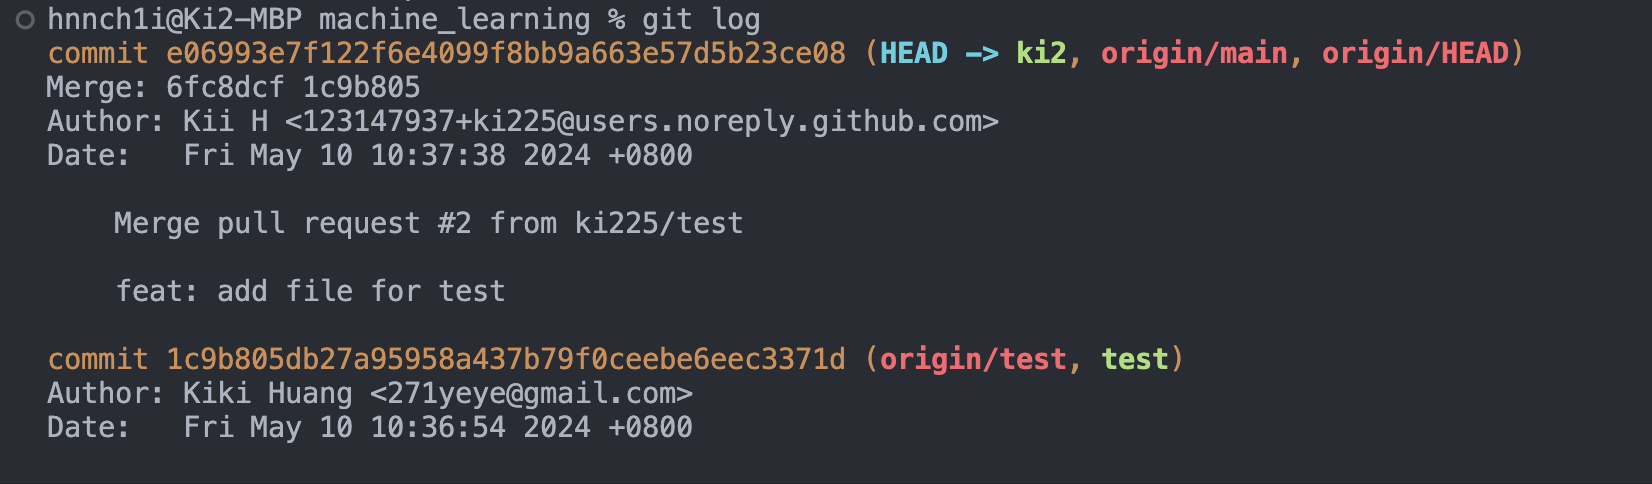 hnnch1i@Ki2-MBP machine_learning % git log
commit e06993e7f122f6e4099f8bb9a663e57d5b23ce08 (HEAD -> ki2, origin/main, origin/HEAD)
Merge: 6fc8dcf 1c9b805
Author: Kii H <123147937+ki225@users.noreply.github.com>
Date:   Fri May 10 10:37:38 2024 +0800
Merge pull request #2 from ki225/test
feat: add file for test
commit 1c9b805db27a95958a437b79f0ceebe6eec3371d (origin/test, test)
Author: Kiki Huang <271yeye@gmail.com>
Date:   Fri May 10 10:36:54 2024 +0800